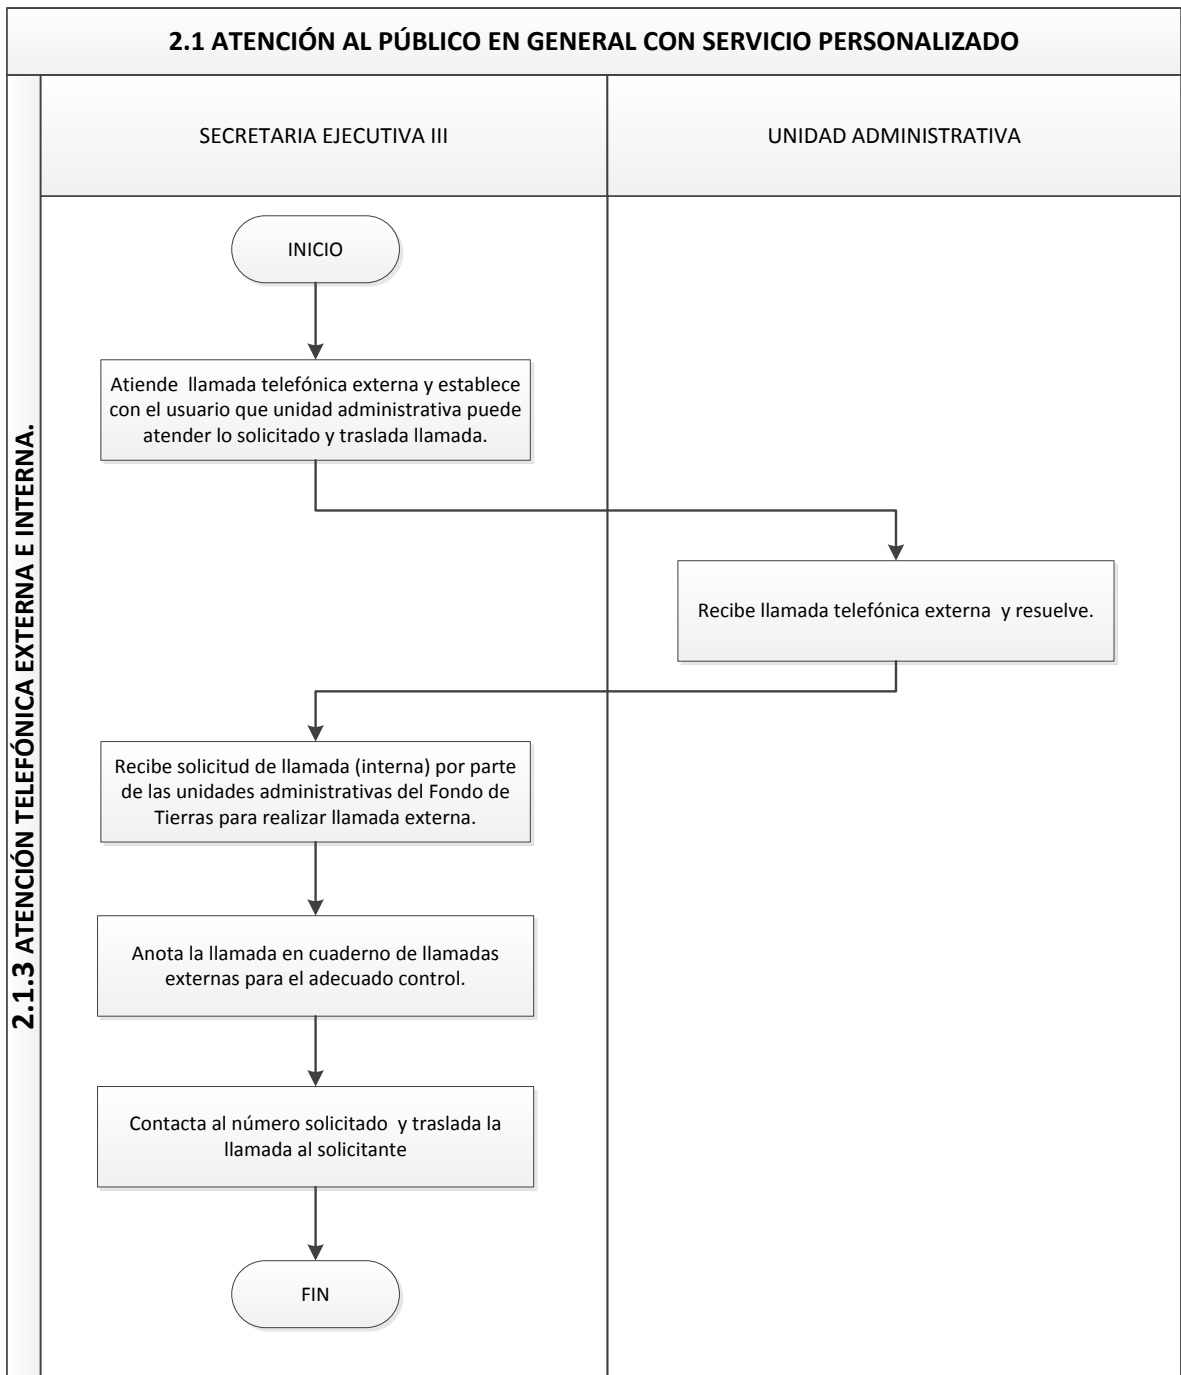 2.1 ATENCIÓN AL PÚBLICO EN GENERAL CON SERVICIO PERSONALIZADO
2.1.3 ATENCIÓN TELEFÓNICA EXTERNA E INTERNA.
SECRETARIA EJECUTIVA III
UNIDAD ADMINISTRATIVA
INICIO
Atiende llamada telefónica externa y establece
con el usuario que unidad administrativa puede
atender lo solicitado y traslada llamada.
Recibe llamada telefónica externa y resuelve.
Recibe solicitud de llamada (interna) por parte
de las unidades administrativas del Fondo de
Tierras para realizar llamada externa.
Anota la llamada en cuaderno de llamadas
externas para el adecuado control.
Contacta al número solicitado y traslada la
llamada al solicitante
FIN